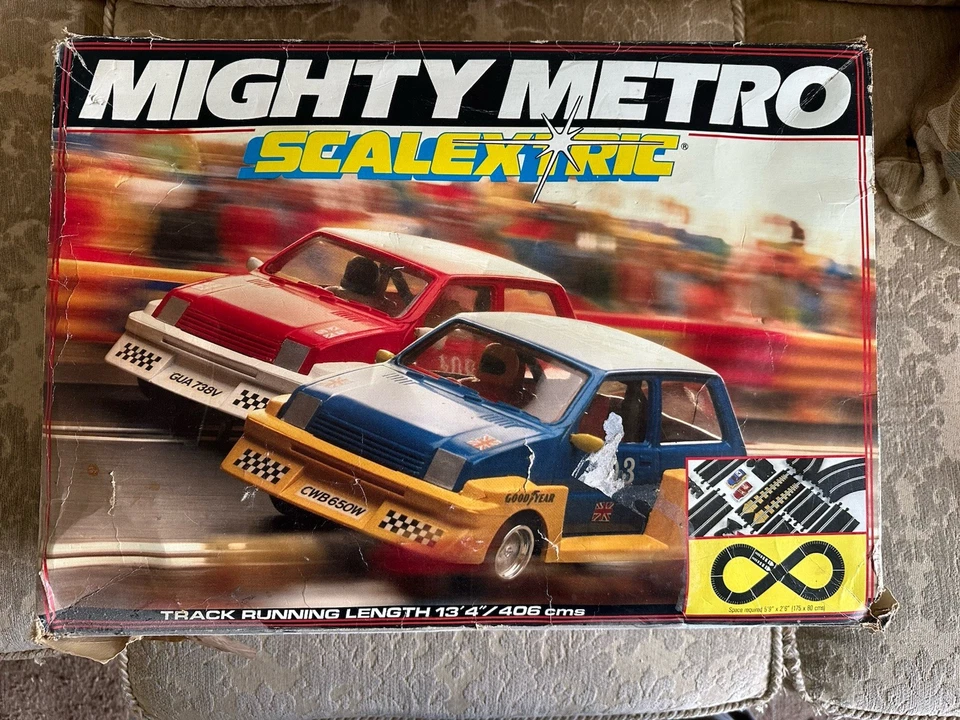 MIGHTY METRO
SCALEXTRIC®
GUA 738V
CWB 650W
GOODYEAR
TRACK RUNNING LENGTH 13'4"/406 cms